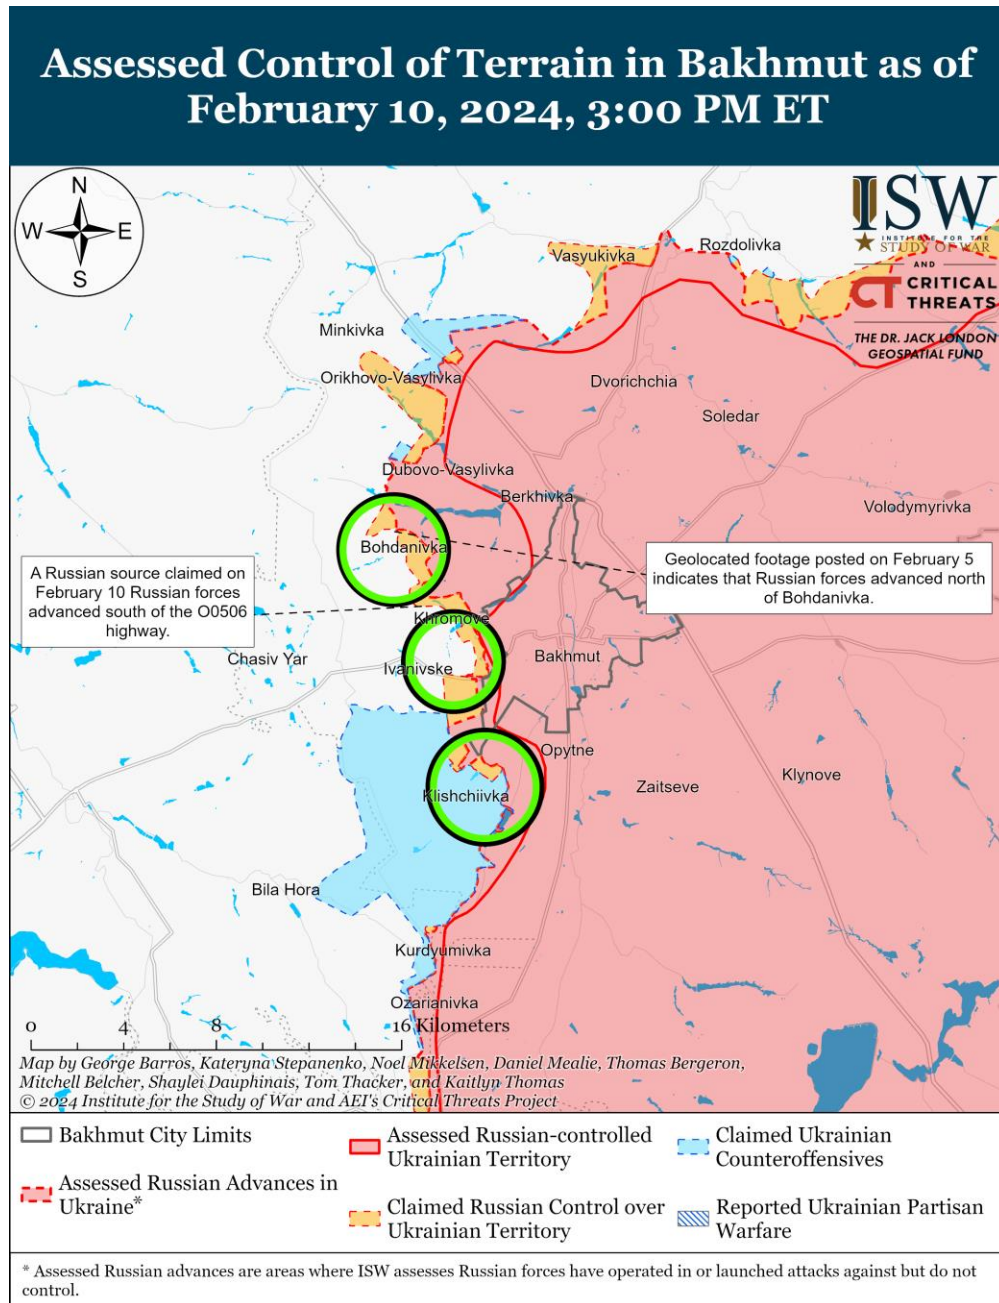 Assessed Control of Terrain in Bakhmut as of
February 10, 2024, 3:00 PM ET
N
W
E
S
ISW
INSTITUTE FOR THE
STUDY OF WAR
AND
CT CRITICAL
THREATS
THE DR. JACK LONDON
GEOSPATIAL FUND
Vasyukivka
Rozdolivka
Minkivka
Orikhovo-Vasylivka
Dvorichchia
Soledar
Dubovo-Vasylivka
Berkhivka
Volodymyrivka
Bohdanivka
A Russian source claimed on
February 10 Russian forces
advanced south of the O0506
highway.
Geolocated footage posted on February 5
indicates that Russian forces advanced north
of Bohdanivka.
Khromove
Chasiv Yar
Ivanivske
Bakhmut
Opytne
Klishchiivka
Zaitseve
Klynove
Bila Hora
Kurdyumivka
Ozarianivka
0 4 8 16 Kilometers
Map by George Barros, Kateryna Stepanenko, Noel Mikkelsen, Daniel Mealie, Thomas Bergeron,
Mitchell Belcher, Shaylei Dauphinais, Tom Thacker, and Kaitlyn Thomas
© 2024 Institute for the Study of War and AEI's Critical Threats Project
Bakhmut City Limits
Assessed Russian Advances in
Ukraine*
Assessed Russian-controlled
Ukrainian Territory
Claimed Russian Control over
Ukrainian Territory
Claimed Ukrainian
Counteroffensives
Reported Ukrainian Partisan
Warfare
* Assessed Russian advances are areas where ISW assesses Russian forces have operated in or launched attacks against but do not
control.